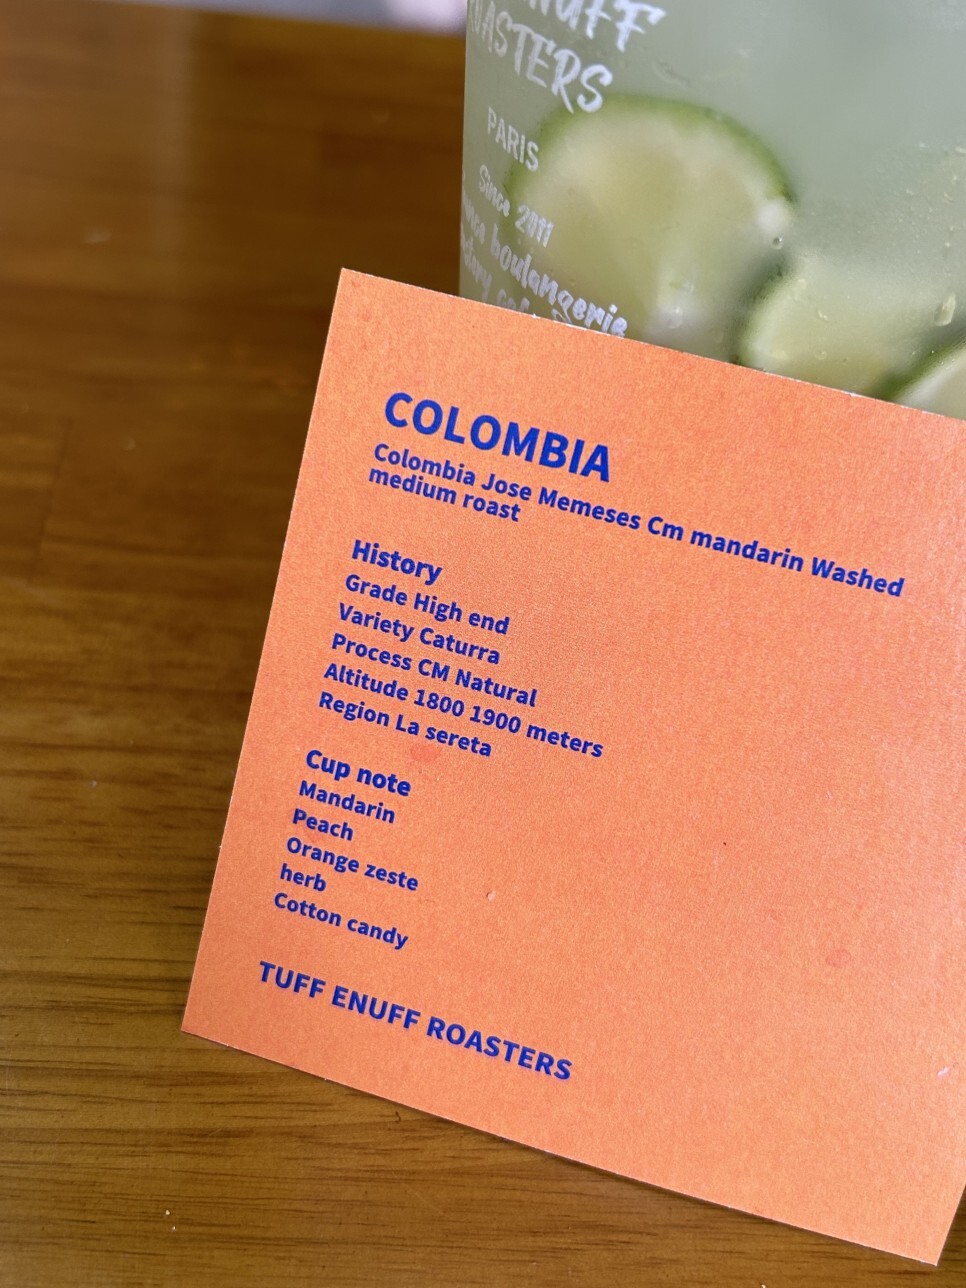 ROASTERS
PARIS
Since 2011
boulangerie
COLOMBIA
Colombia Jose Memeses Cm mandarin Washed
medium roast
History
Grade High end
Variety Caturra
Process CM Natural
Altitude 1800 1900 meters
Region La sereta
Cup note
Mandarin
Peach
Orange zeste
herb
Cotton candy
TUFF ENUFF ROASTERS